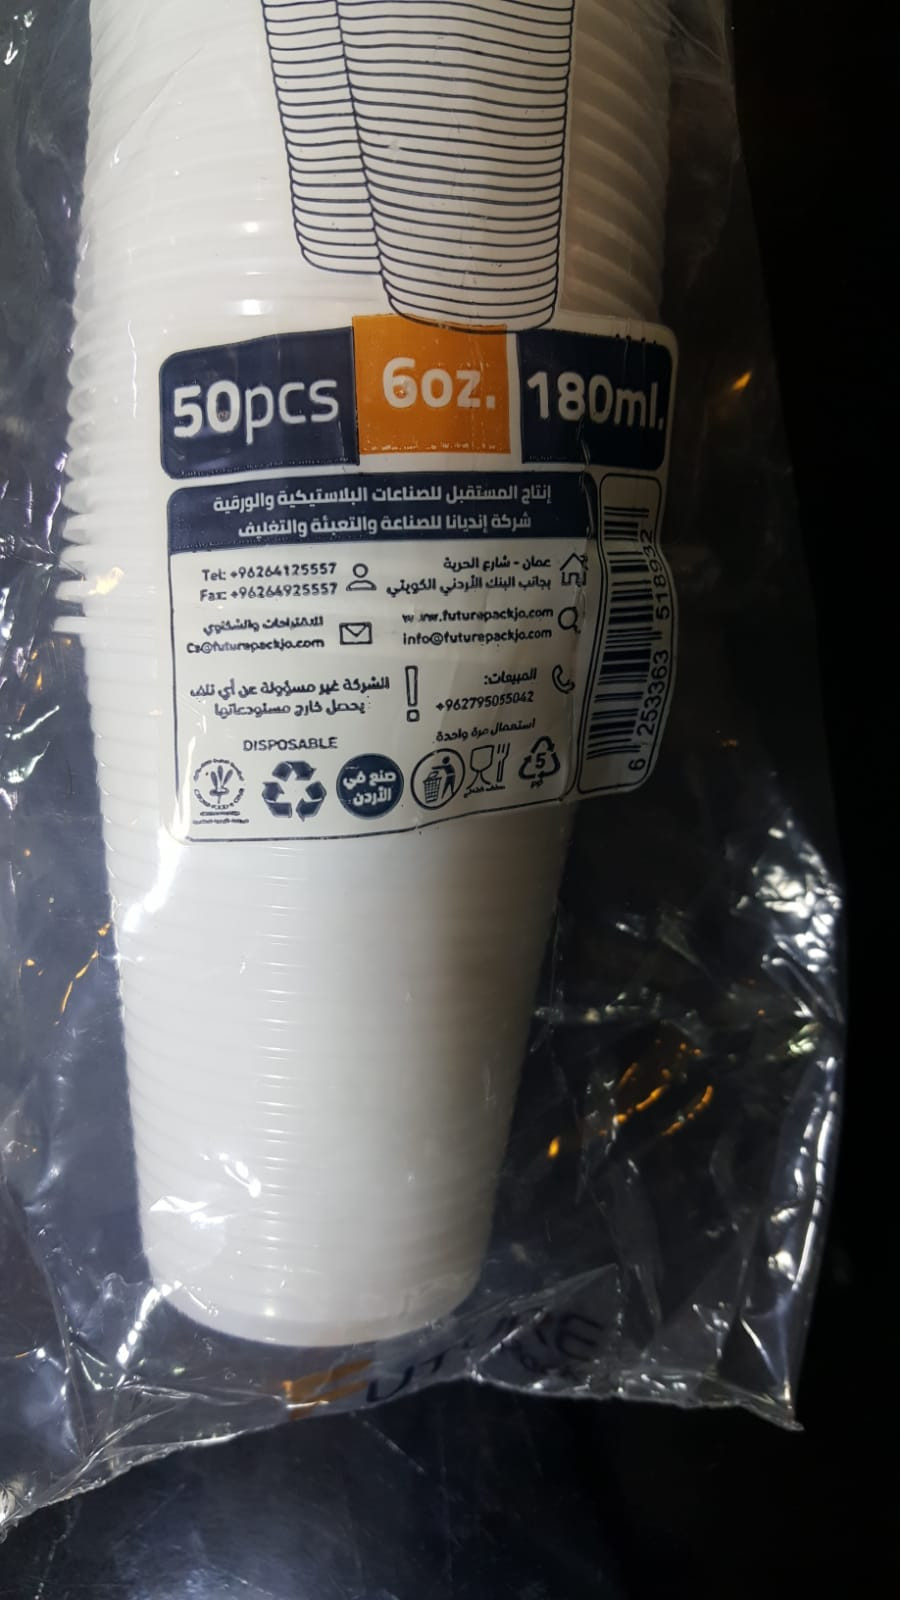 50pcs
6oz.
180ml.
إنتاج المستقبل للصناعات البلاستيكية والورقية
شركة إنديانا للصناعة والتعبئة والتغليف
عمان - شارع الحرية
بجانب البنك الأردني الكويتي
Tel: +96264125557
Fax: +96264925557
www.futurepackjo.com
info@futurepackjo.com
للاقتراحات والشكاوي
Cs@futurepackjo.com
المبيعات:
+962795055042
الشركة غير مسؤولة عن أي تلف
يحصل خارج مستودعاتها
استعمال مرة واحدة
DISPOSABLE
5
صنع في
الأردن
6 253363 518932
FUTURE